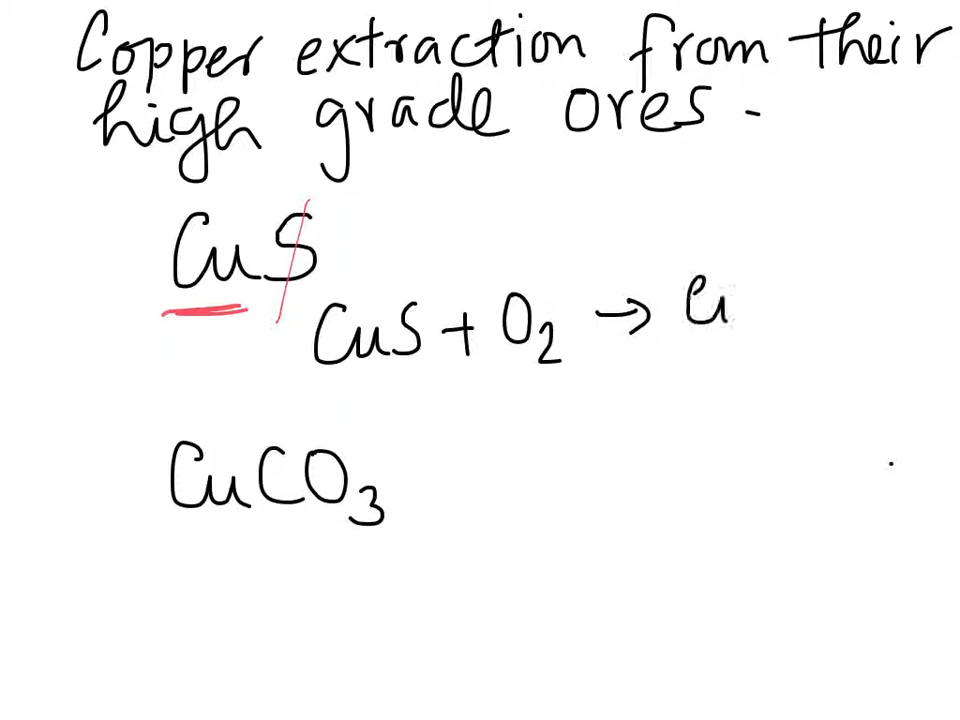 Copper extraction from their
high grade ores.
CuS
CuS + O2 → Cu
CuCO3